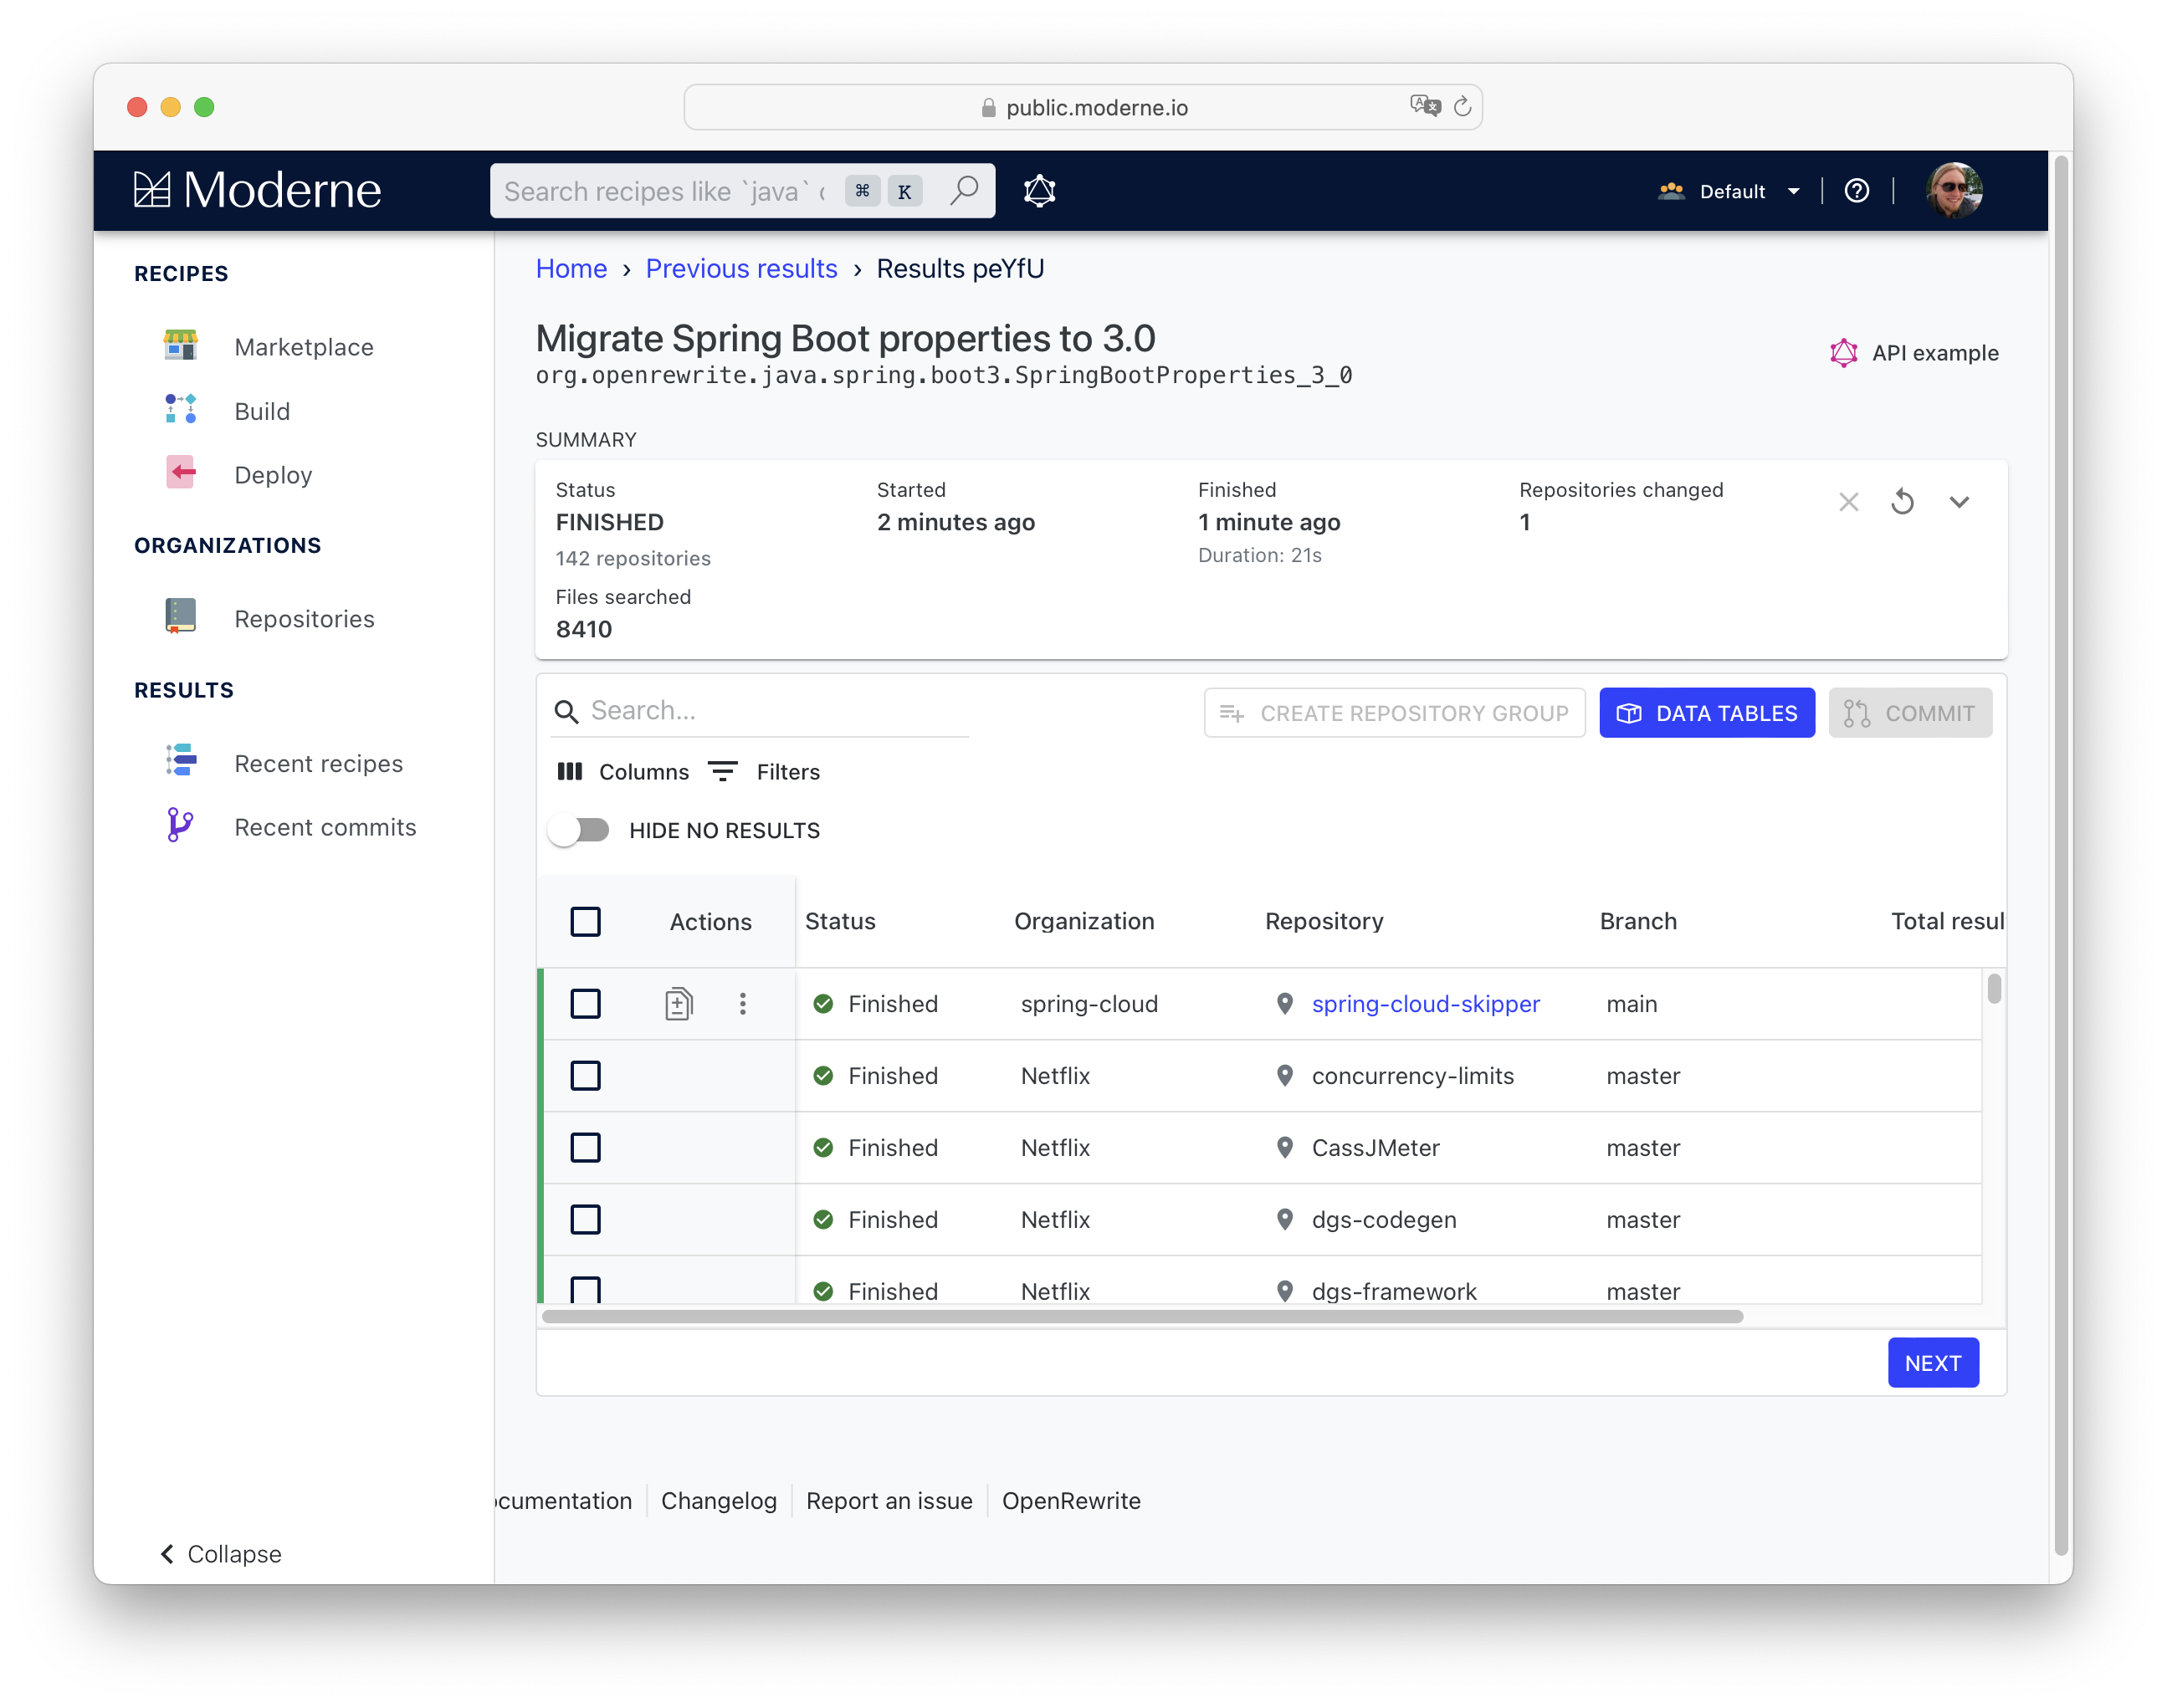 public.moderne.io
Moderne
Search recipes like `java` c
⌘ K
Default
RECIPES
Marketplace
Build
Deploy
ORGANIZATIONS
Repositories
RESULTS
Recent recipes
Recent commits
Collapse
Home › Previous results › Results peYfU
Migrate Spring Boot properties to 3.0
org.openrewrite.java.spring.boot3.SpringBootProperties_3_0
API example
SUMMARY
Status Started Finished Repositories changed
FINISHED 2 minutes ago 1 minute ago 1
142 repositories Duration: 21s
Files searched
8410
Search...
CREATE REPOSITORY GROUP DATA TABLES COMMIT
Columns Filters
HIDE NO RESULTS
Actions Status Organization Repository Branch Total resul
Finished spring-cloud spring-cloud-skipper main
Finished Netflix concurrency-limits master
Finished Netflix CassJMeter master
Finished Netflix dgs-codegen master
Finished Netflix dgs-framework master
NEXT
ocumentation Changelog Report an issue OpenRewrite